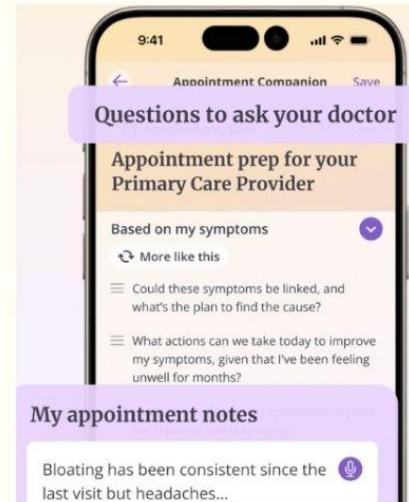 9:41
Appointment Companion Save
Questions to ask your doctor
Appointment prep for your
Primary Care Provider
Based on my symptoms
More like this
Could these symptoms be linked, and
what's the plan to find the cause?
What actions can we take today to improve
my symptoms, given that I've been feeling
unwell for months?
My appointment notes
symptoms beyond
Bloating has been consistent since the
last visit but headaches...